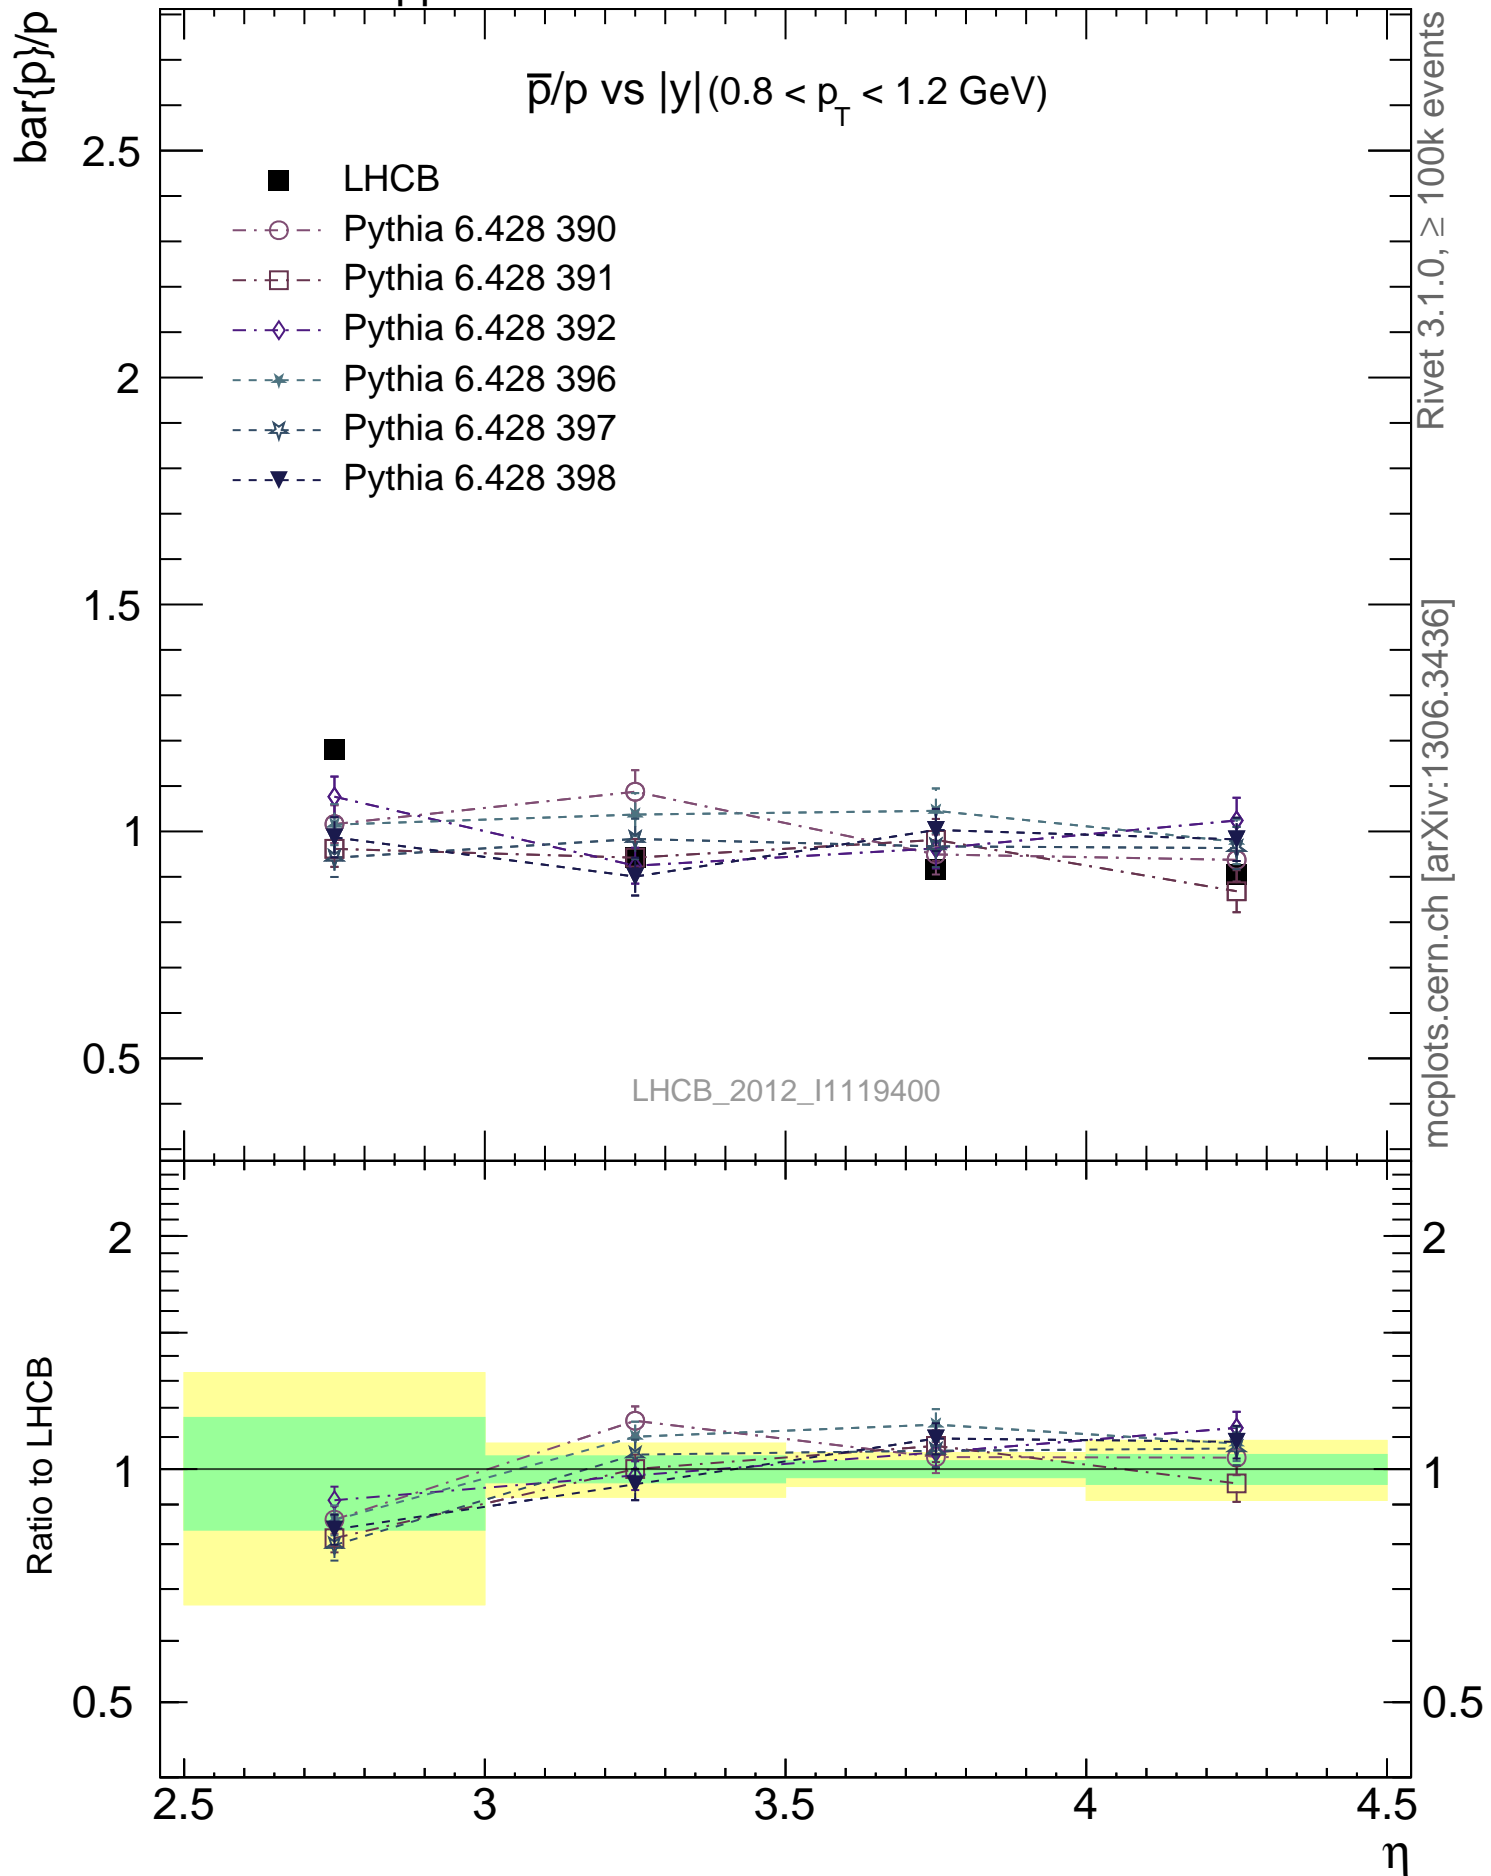 bar{p}/p
p̅/p vs |y| (0.8 < p_T < 1.2 GeV)
LHCB
Pythia 6.428 390
Pythia 6.428 391
Pythia 6.428 392
Pythia 6.428 396
Pythia 6.428 397
Pythia 6.428 398
2.5
2
1.5
1
0.5
LHCB_2012_I1119400
Rivet 3.1.0, ≥ 100k events
mcplots.cern.ch [arXiv:1306.3436]
Ratio to LHCB
2
1
0.5
2
1
0.5
2.5 3 3.5 4 4.5
η